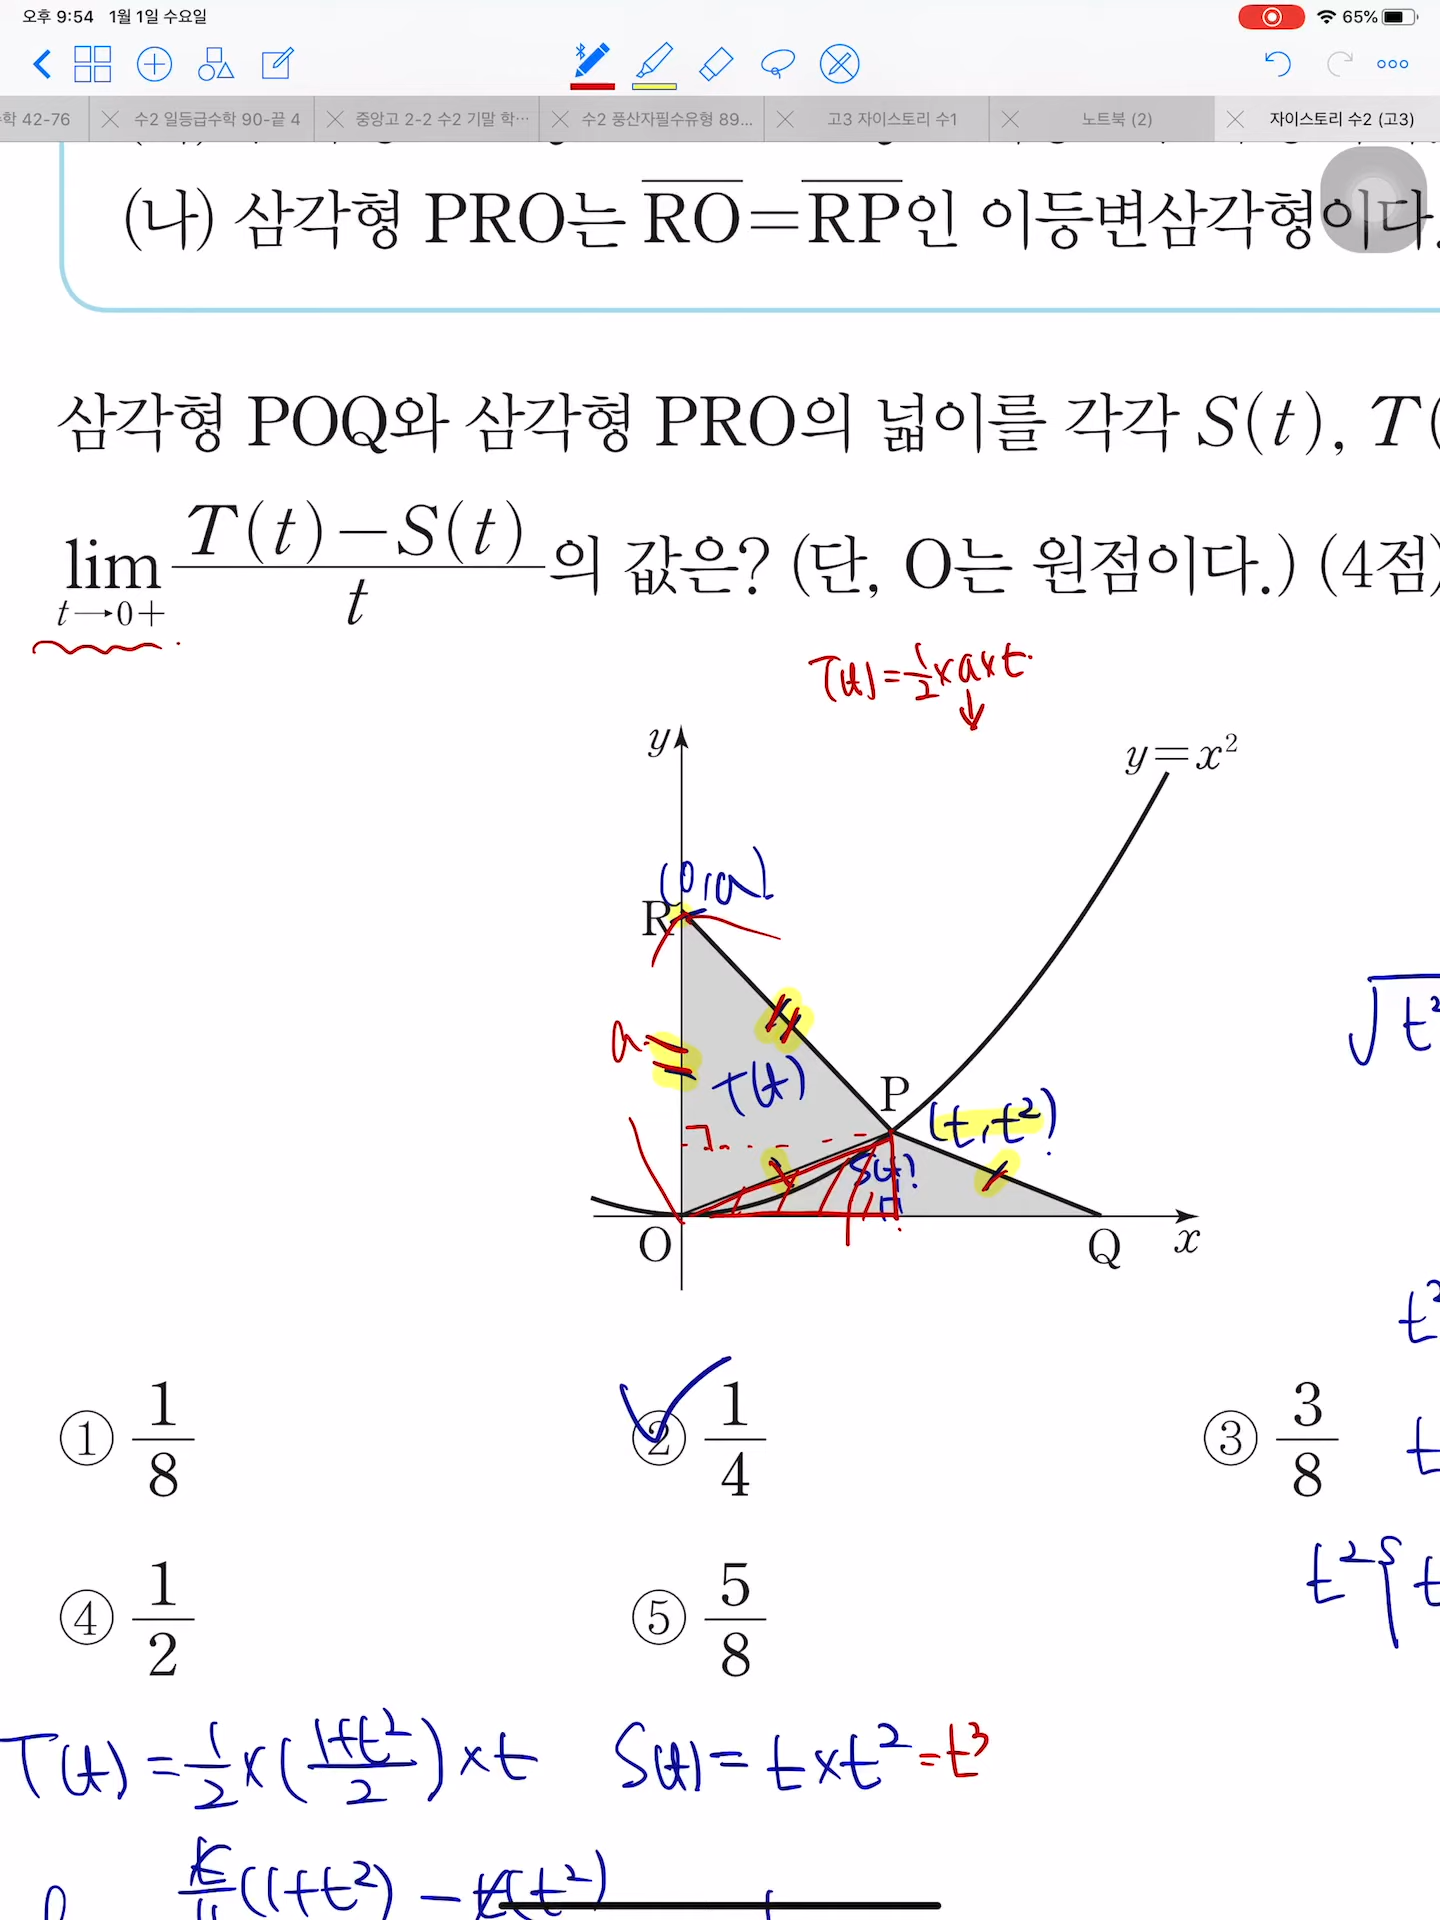 오후 9:54 1월 1일 수요일 65%
학 42-76 수2 일등급수학 90-끝 4 중앙고 2-2 수2 기말 학… 수2 풍산자필수유형 89... 고3 자이스토리 수1 노트북 (2) 자이스토리 수2 (고3)
(나) 삼각형 PRO는 RO=RP인 이등변삼각형이다.
삼각형 POQ와 삼각형 PRO의 넓이를 각각 S(t), T(
lim t→0+ T(t)-S(t) / t 의 값은? (단, O는 원점이다.) (4점)
T(t)=1/2×a×t
y
y=x²
(0,a)
R
√t²
a
T(t)
P
(t,t²)
S(t)
H
O
Q
x
t²
① 1/8
② 1/4
③ 3/8
t
④ 1/2
⑤ 5/8
t² t
T(t)=1/2×(1+t²/2)×t S(t)=t×t²=t³
(1+t²)-t(t²)